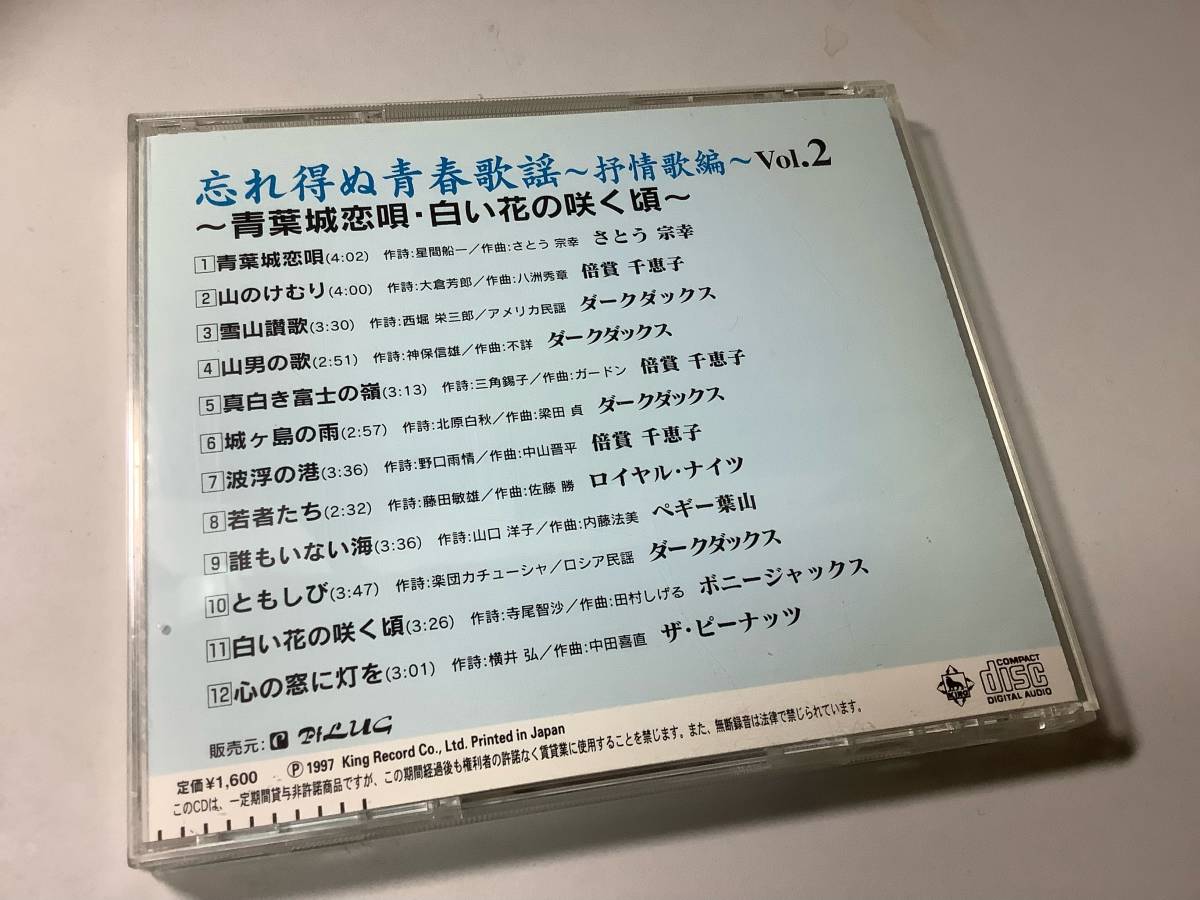 忘れ得ぬ青春歌謡～抒情歌編～Vol.2
～青葉城恋唄・白い花の咲く頃～
1 青葉城恋唄(4:02) 作詩:星間船一／作曲:さとう 宗幸 さとう 宗幸
2 山のけむり(4:00) 作詩:大倉芳郎／作曲:八洲秀章 倍賞 千恵子
3 雪山讃歌(3:30) 作詩:西堀 栄三郎／アメリカ民謡 ダークダックス
4 山男の歌(2:51) 作詩:神保信雄／作曲:不詳 ダークダックス
5 真白き富士の嶺(3:13) 作詩:三角錫子／作曲:ガードン 倍賞 千恵子
6 城ヶ島の雨(2:57) 作詩:北原白秋／作曲:梁田 貞 ダークダックス
7 波浮の港(3:36) 作詩:野口雨情／作曲:中山晋平 倍賞 千恵子
8 若者たち(2:32) 作詩:藤田敏雄／作曲:佐藤 勝 ロイヤル・ナイツ
9 誰もいない海(3:36) 作詩:山口 洋子／作曲:内藤法美 ペギー葉山
10 ともしび(3:47) 作詩:楽団カチューシャ／ロシア民謡 ダークダックス
11 白い花の咲く頃(3:26) 作詩:寺尾智沙／作曲:田村しげる ボニージャックス
12 心の窓に灯を(3:01) 作詩:横井 弘／作曲:中田喜直 ザ・ピーナッツ
KING
COMPACT
disc
DIGITAL AUDIO
販売元: PfLUG
定価¥1,600 Ⓟ 1997 King Record Co., Ltd. Printed in Japan
このCDは、一定期間貸与非許諾商品ですが、この期間経過後も権利者の許諾なく賃貸業に使用することを禁じます。また、無断録音は法律で禁じられています。